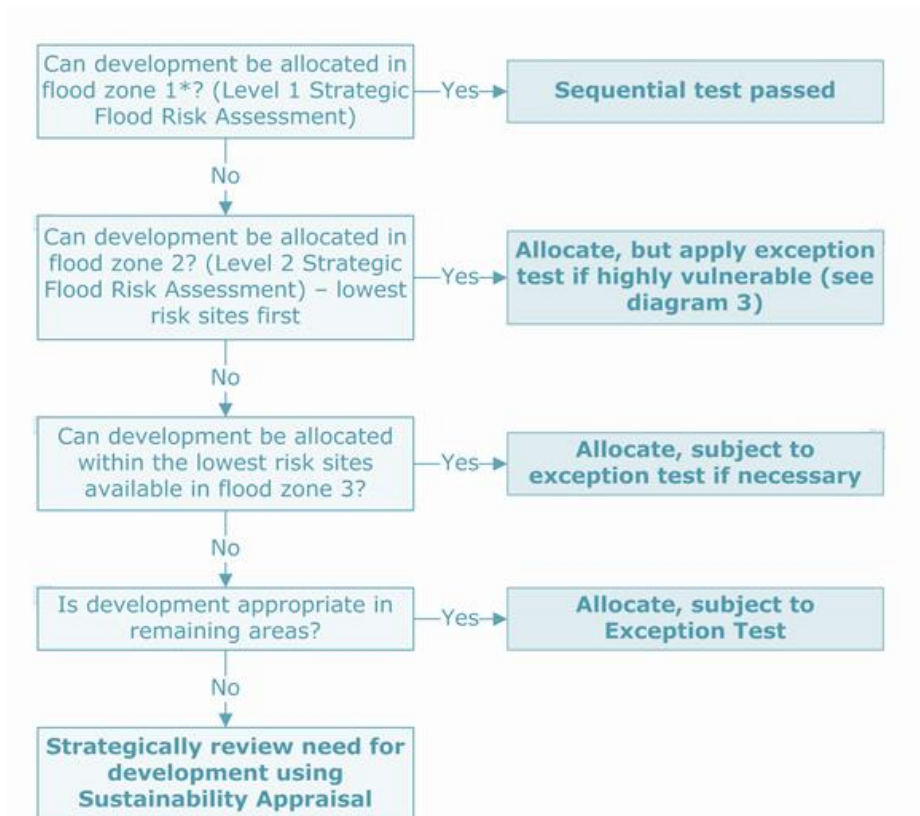 Can development be allocated in
flood zone 1*? (Level 1 Strategic
Flood Risk Assessment)
Yes
Sequential test passed
No
Can development be allocated in
flood zone 2? (Level 2 Strategic
Flood Risk Assessment) – lowest
risk sites first
Yes
Allocate, but apply exception
test if highly vulnerable (see
diagram 3)
No
Can development be allocated
within the lowest risk sites
available in flood zone 3?
Yes
Allocate, subject to
exception test if necessary
No
Is development appropriate in
remaining areas?
Yes
Allocate, subject to
Exception Test
No
Strategically review need for
development using
Sustainability Appraisal